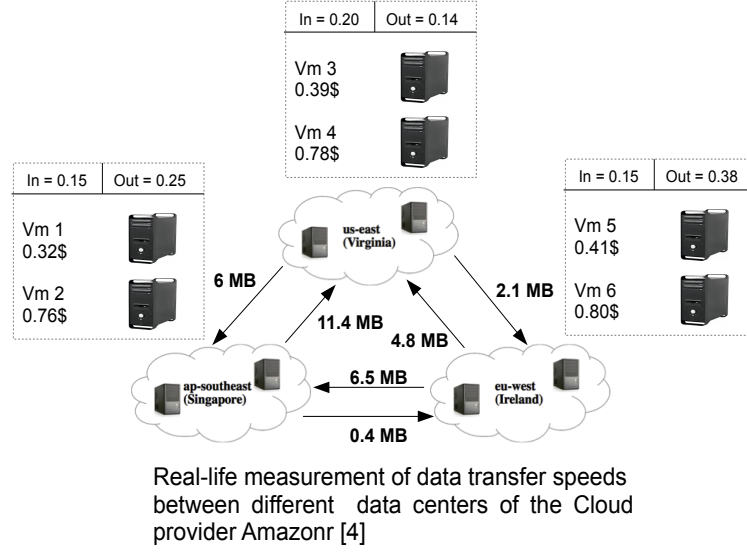 In = 0.20 Out = 0.14
Vm 3
0.39$
Vm 4
0.78$
In = 0.15 Out = 0.25
Vm 1
0.32$
Vm 2
0.76$
In = 0.15 Out = 0.38
Vm 5
0.41$
Vm 6
0.80$
us-east
(Virginia)
6 MB
11.4 MB
4.8 MB
2.1 MB
ap-southeast
(Singapore)
6.5 MB
0.4 MB
eu-west
(Ireland)
Real-life measurement of data transfer speeds
between different data centers of the Cloud
provider Amazonr [4]